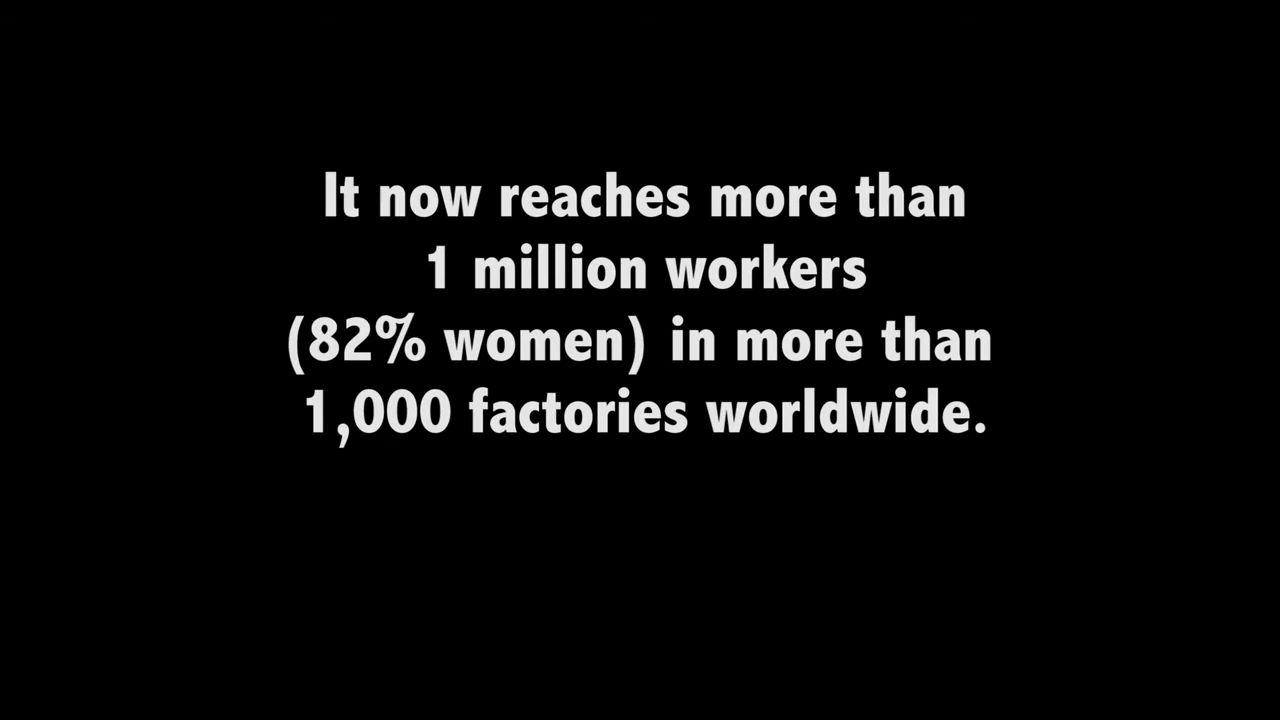 It now reaches more than
1 million workers
(82% women) in more than
1,000 factories worldwide.